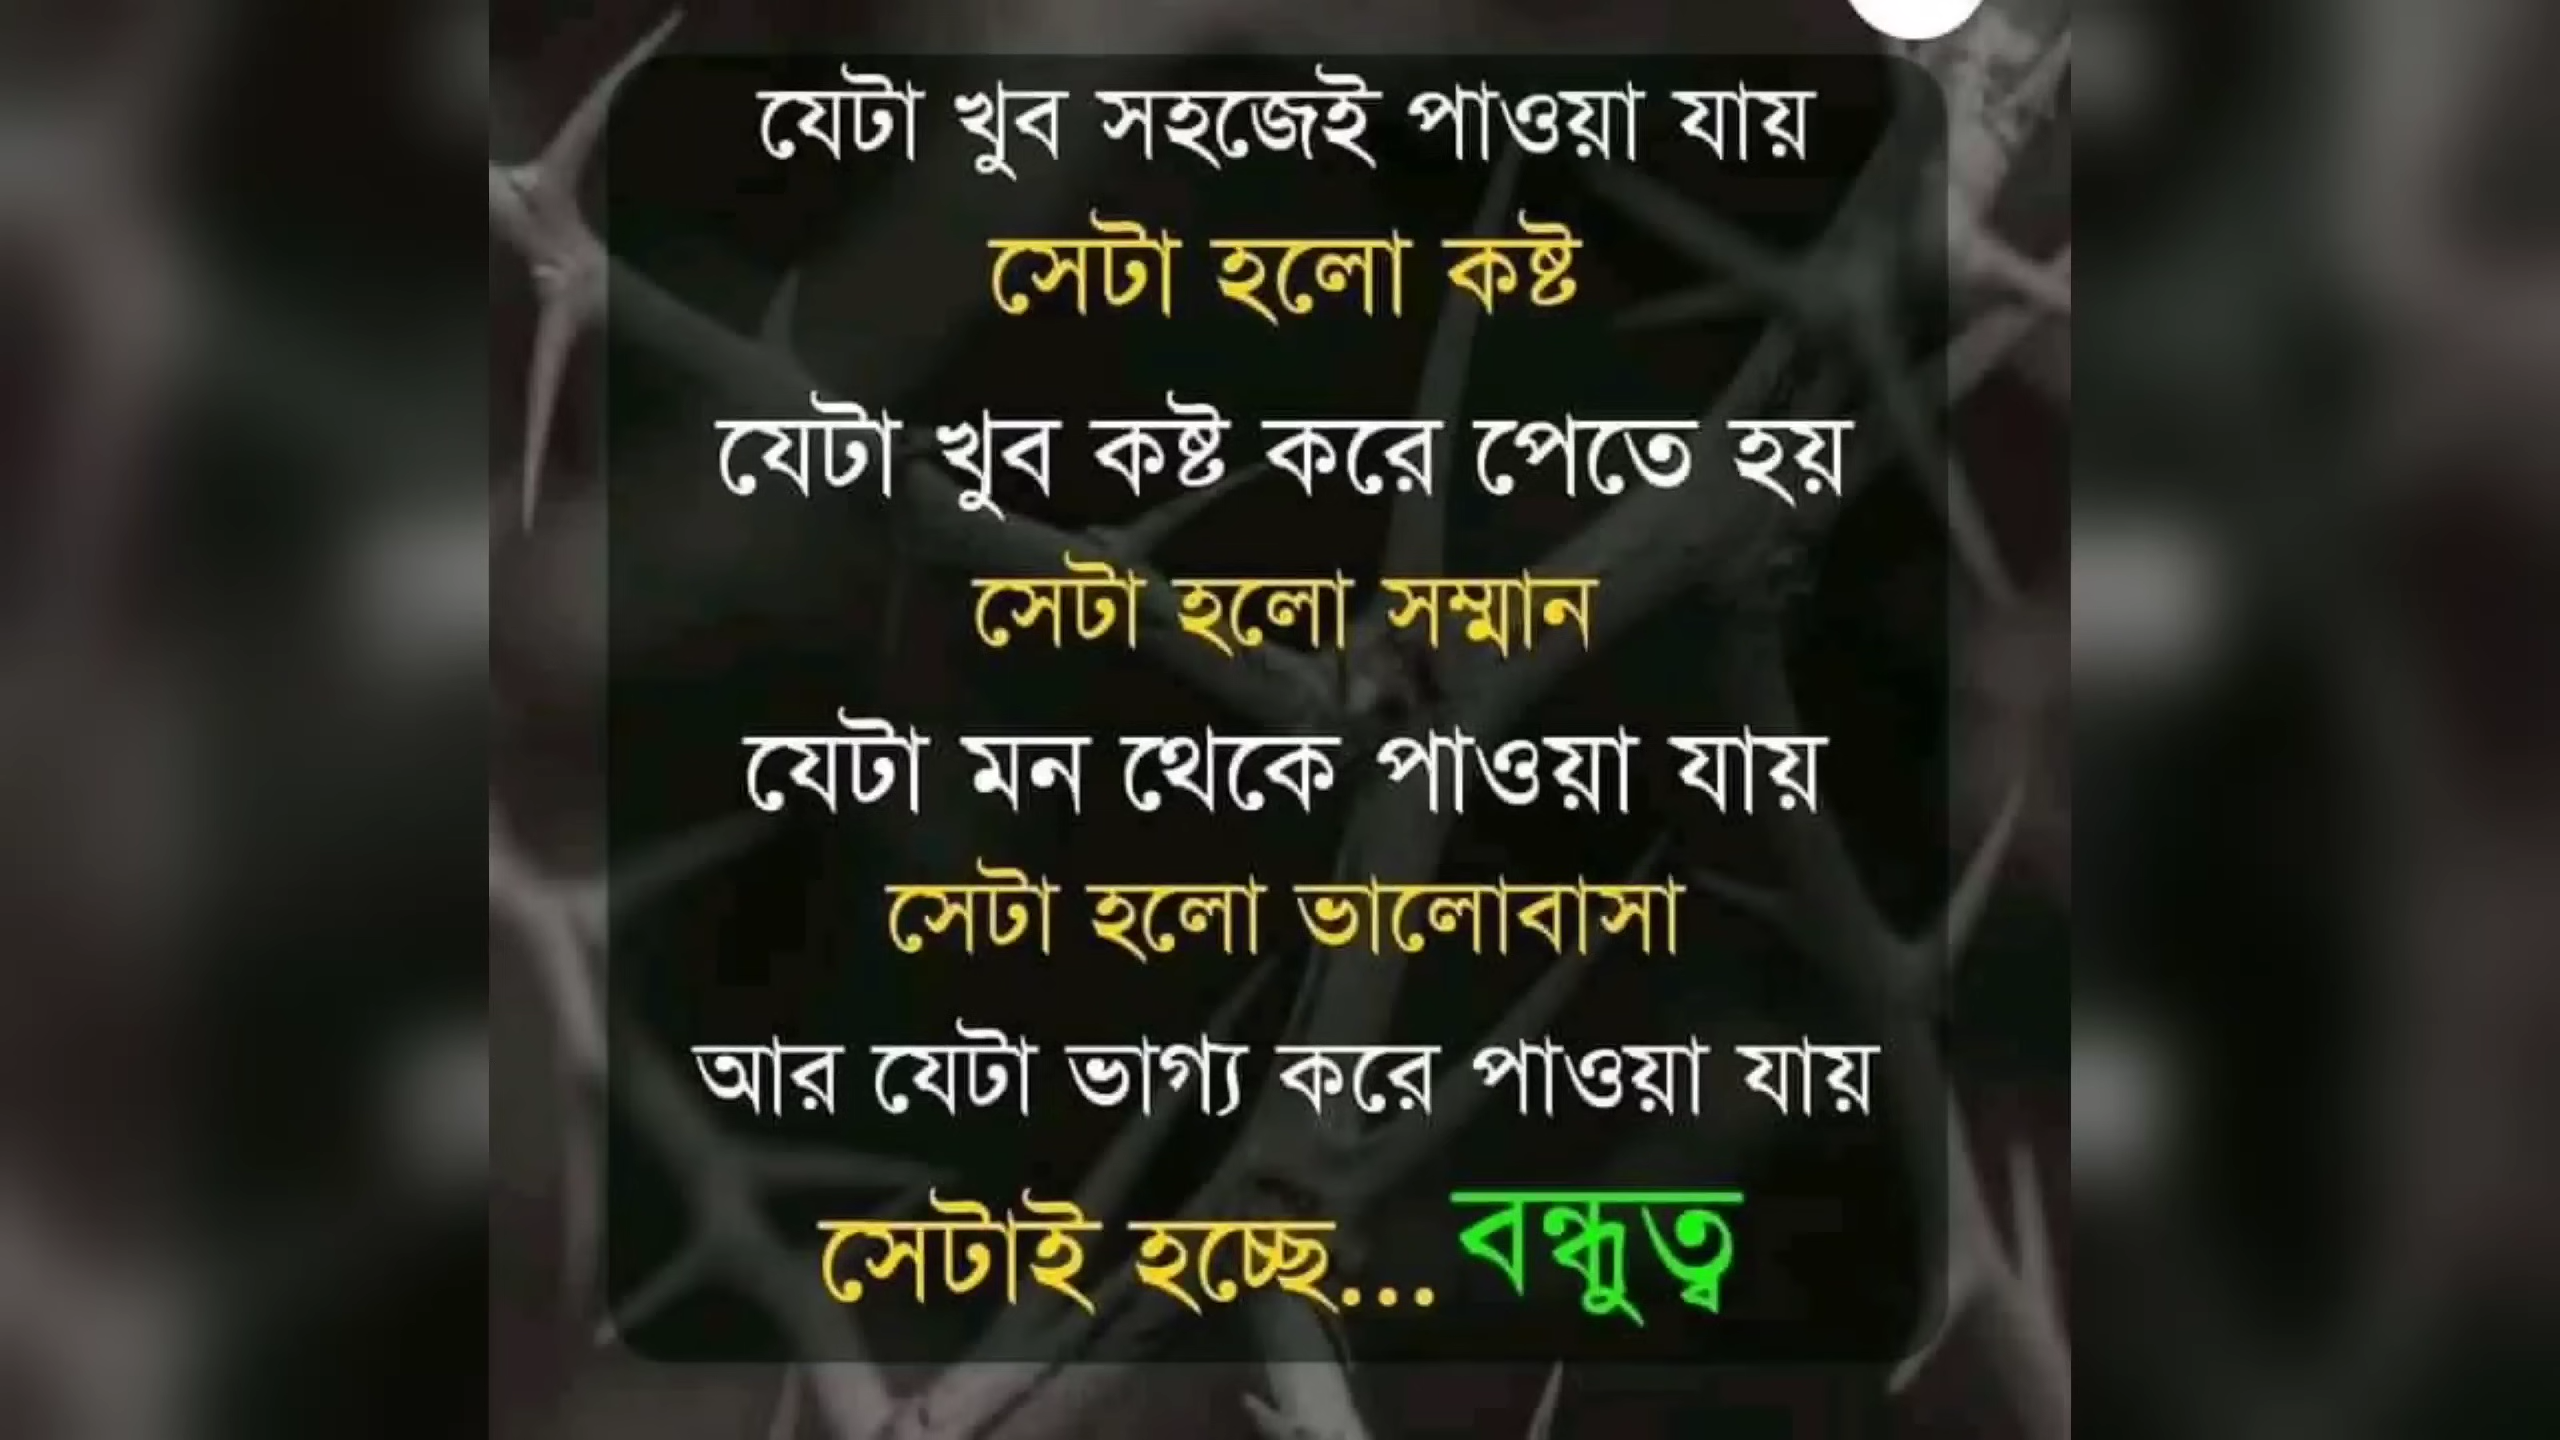 যেটা খুব সহজেই পাওয়া যায়
সেটা হলো কষ্ট
যেটা খুব কষ্ট করে পেতে হয়
সেটা হলো সম্মান
যেটা মন থেকে পাওয়া যায়
সেটা হলো ভালোবাসা
আর যেটা ভাগ্য করে পাওয়া যায়
সেটাই হচ্ছে... বন্ধুত্ব